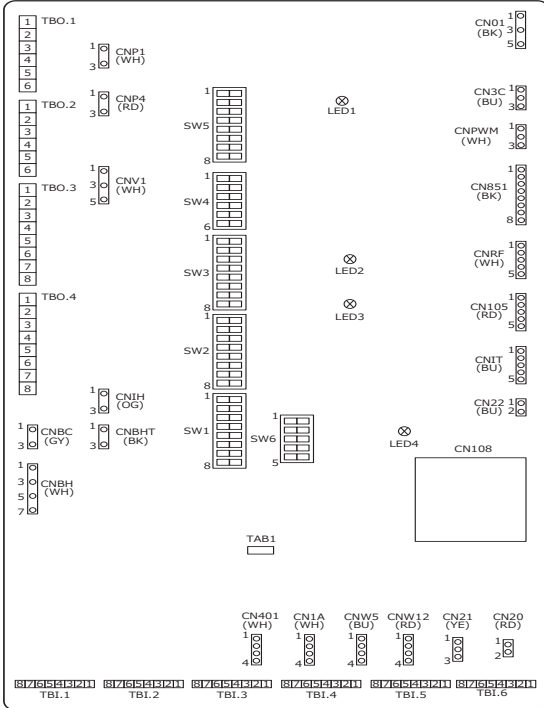 1 TBO.1
2
3
4
5
6
1 CNP1
3 (WH)
1 CNP4
3 (RD)
1 TBO.2
2
3
4
5
6
1 CNV1
3 (WH)
5
1 TBO.3
2
3
4
5
6
7
8
1 TBO.4
2
3
4
5
6
7
8
1 CNIH
3 (OG)
1 CNBC
3 (GY)
1 CNBHT
3 (BK)
1 CNBH
3 (WH)
5
7
1
SW5
8
1
SW4
6
1
SW3
8
1
SW2
8
1
SW1
8
1
SW6
5
LED1
LED2
LED3
LED4
CN01 1
(BK) 3
5
CN3C 1
(BU) 3
CNPWM 1
(WH) 3
CN851 1
(BK)
8
CNRF 1
(WH) 5
CN105 1
(RD) 5
CNIT 1
(BU) 5
CN22 1
(BU) 2
CN108
TAB1
CN401
(WH)
1
4
CN1A
(WH)
1
4
CNW5
(BU)
1
4
CNW12
(RD)
1
4
CN21
(YE)
1
3
CN20
(RD)
1
2
8 7 6 5 4 3 2 1
TBI.1
8 7 6 5 4 3 2 1
TBI.2
8 7 6 5 4 3 2 1
TBI.3
8 7 6 5 4 3 2 1
TBI.4
8 7 6 5 4 3 2 1
TBI.5
8 7 6 5 4 3 2 1
TBI.6